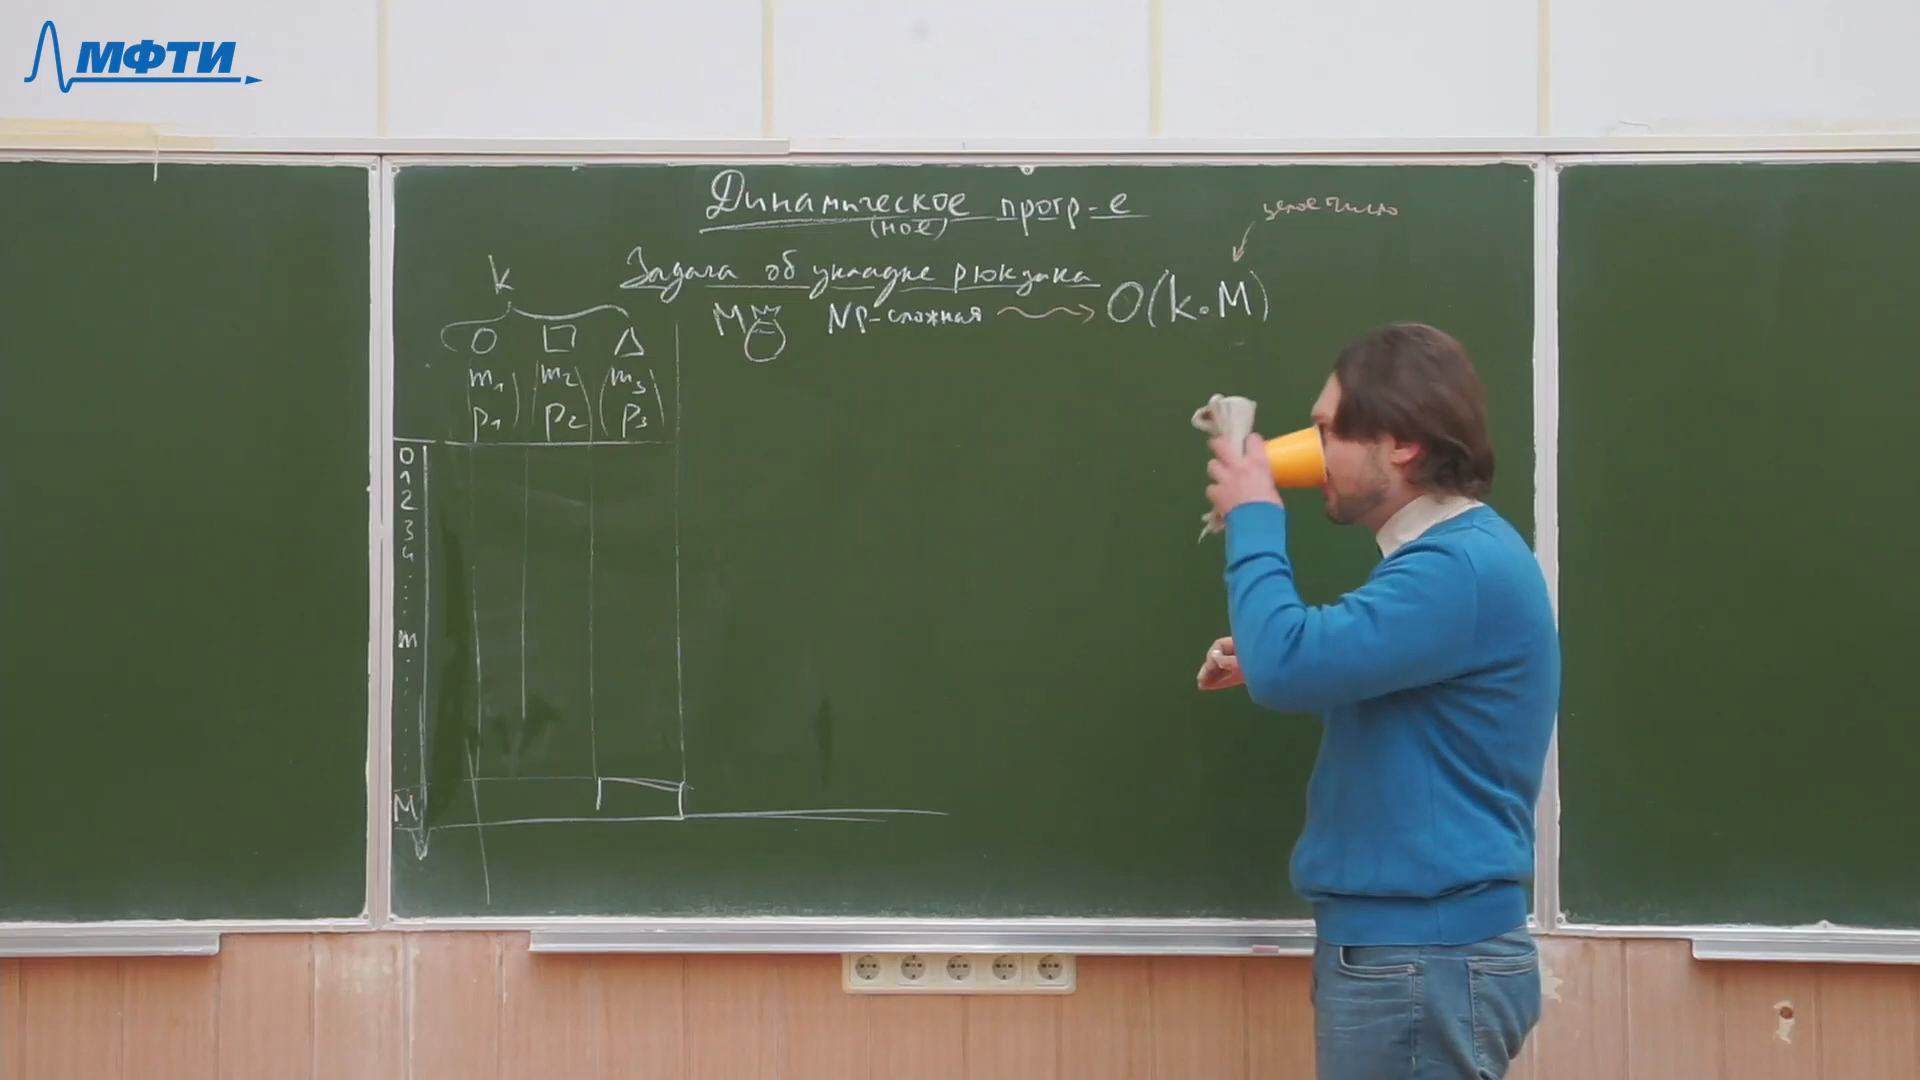 МФТИ
Динамическое прогр-е
(ное)
целое число
Задача об укладке рюкзака
M NP-сложная O(k·M)
k
m1 m2 m3
p1 p2 p3
0
1
2
3
4
m
M